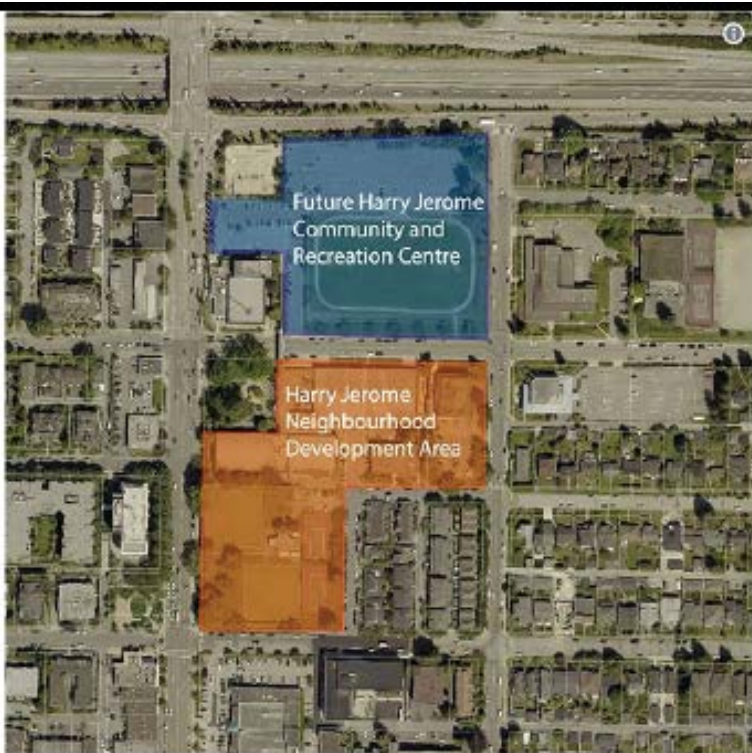 Future Harry Jerome
Community and
Recreation Centre
Harry Jerome
Neighbourhood
Development Area